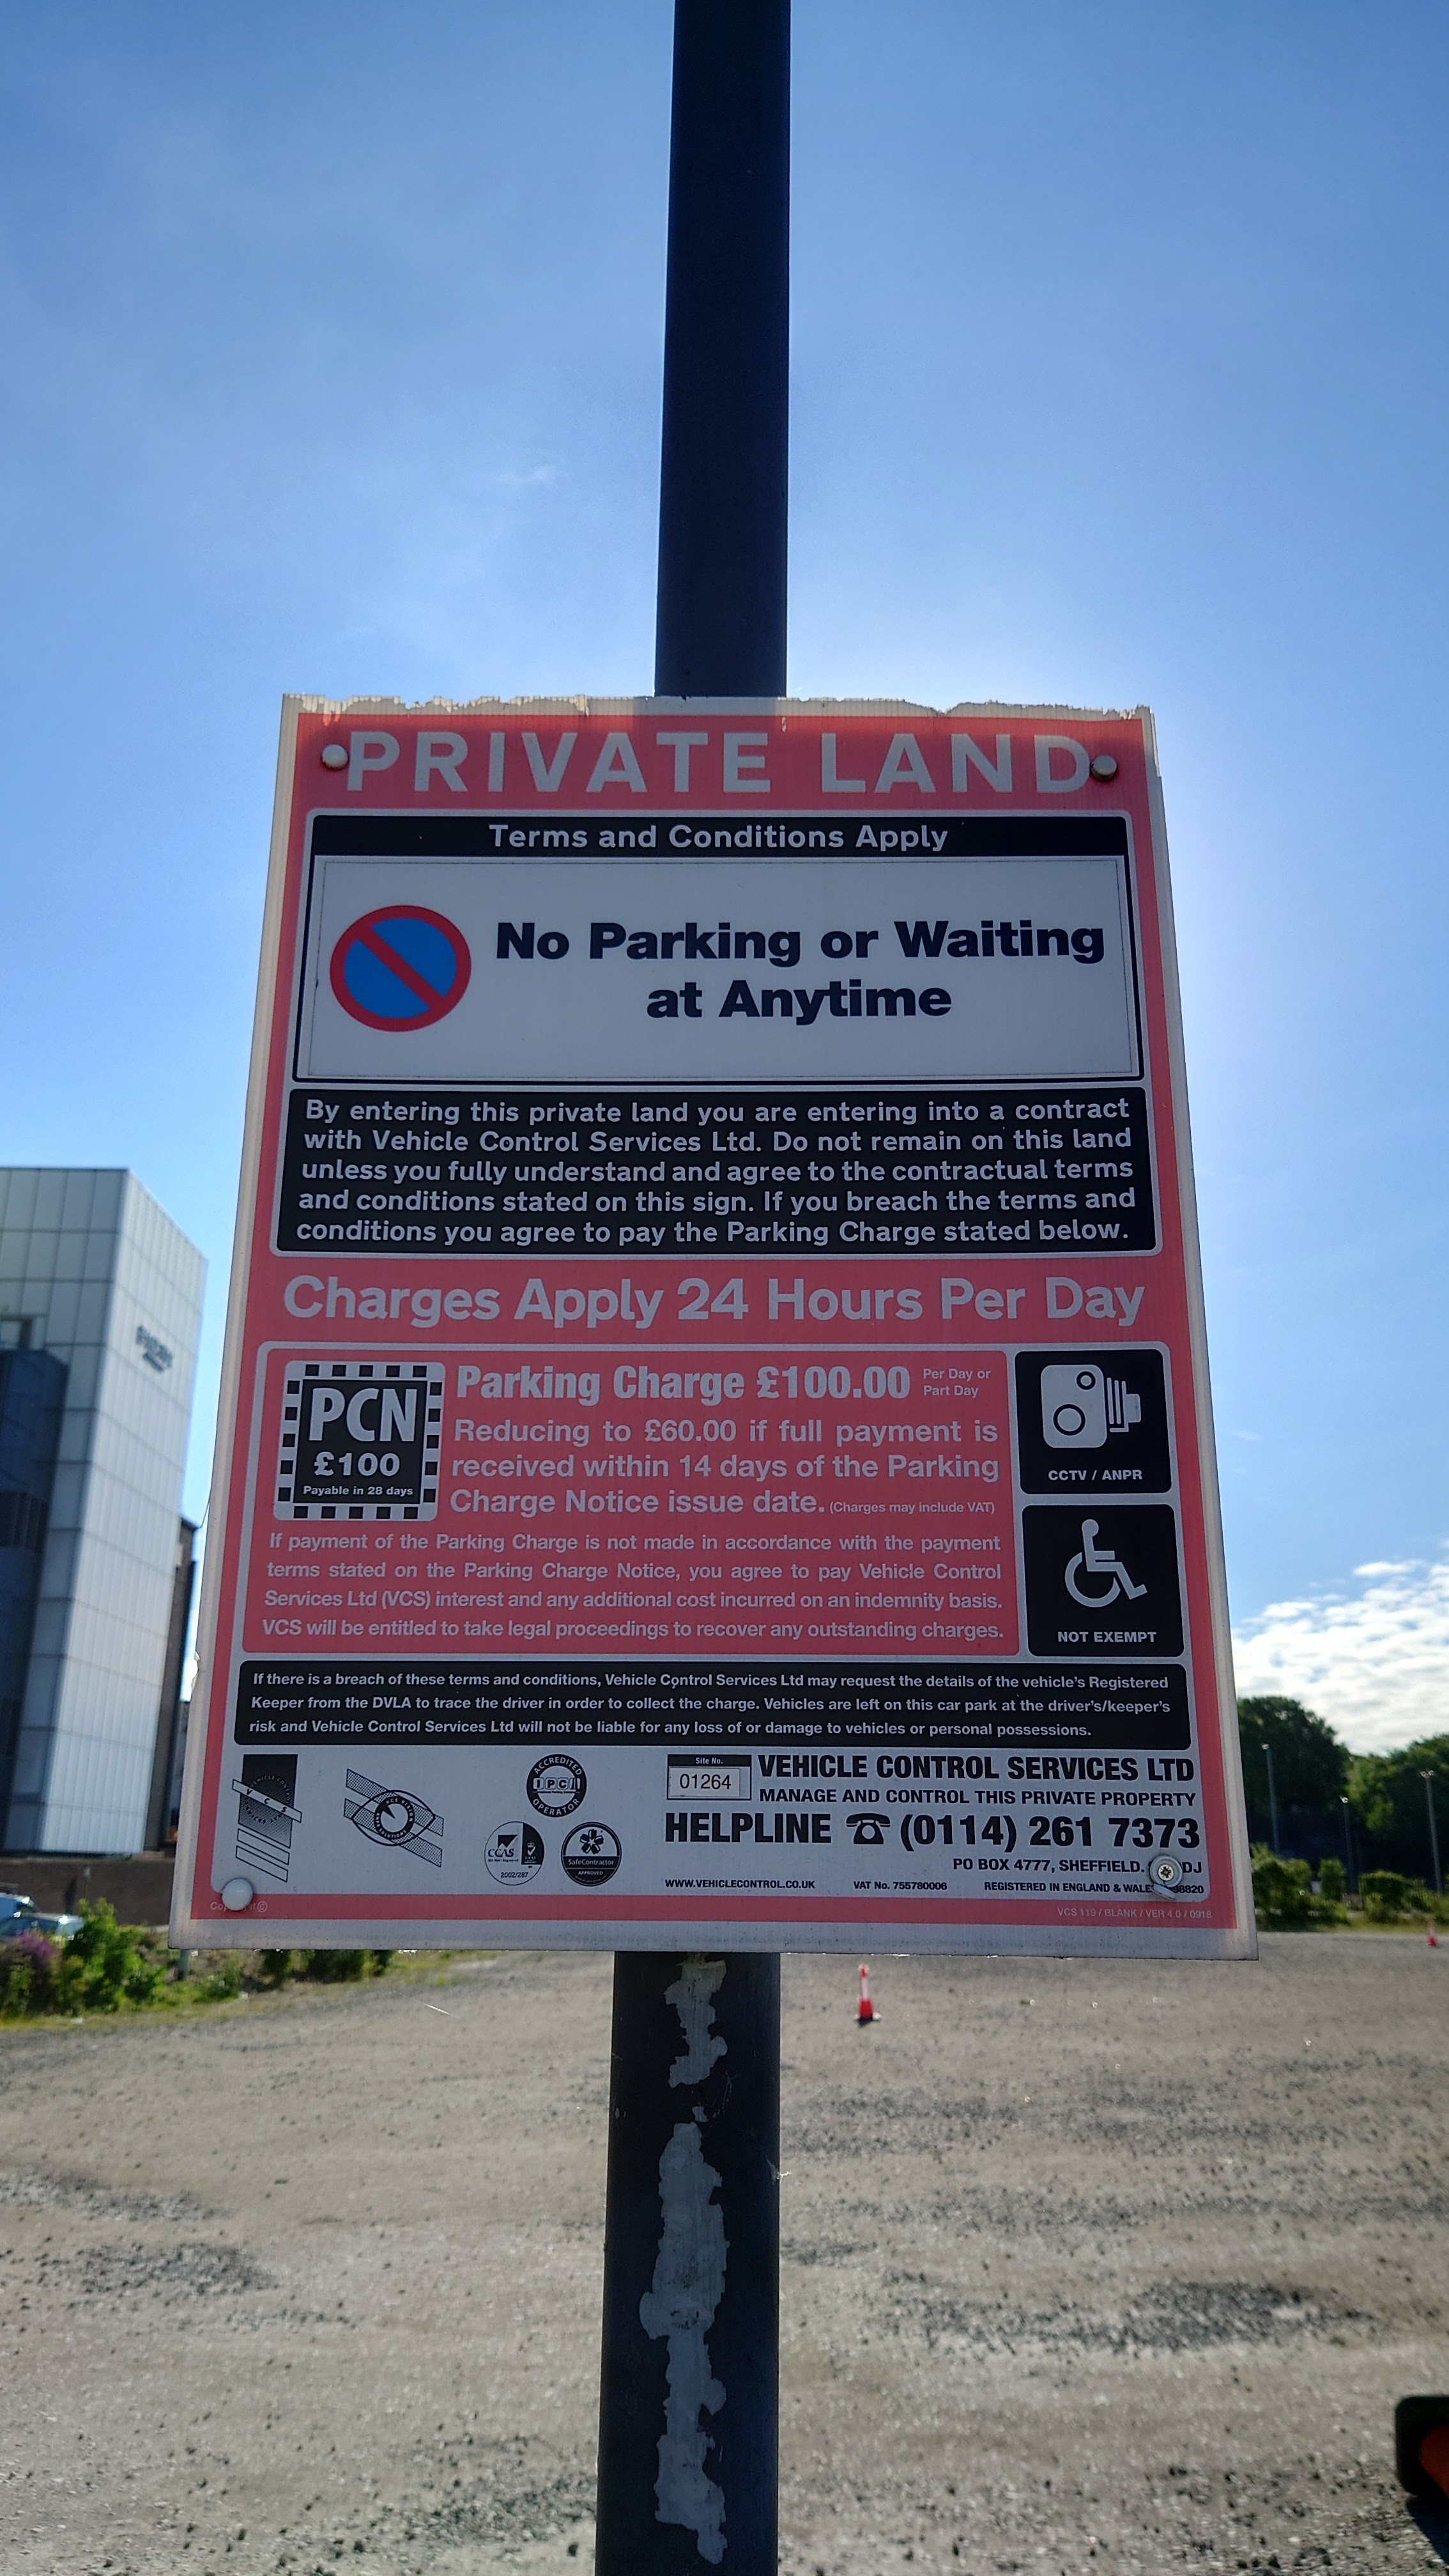 PRIVATE LAND
Terms and Conditions Apply
No Parking or Waiting
at Anytime
By entering this private land you are entering into a contract
with Vehicle Control Services Ltd. Do not remain on this land
unless you fully understand and agree to the contractual terms
and conditions stated on this sign. If you breach the terms and
conditions you agree to pay the Parking Charge stated below.
Charges Apply 24 Hours Per Day
PCN
£100
Payable in 28 days
Parking Charge £100.00 Per Day or
Part Day
Reducing to £60.00 if full payment is
received within 14 days of the Parking
Charge Notice issue date. (Charges may include VAT)
CCTV / ANPR
If payment of the Parking Charge is not made in accordance with the payment
terms stated on the Parking Charge Notice, you agree to pay Vehicle Control
Services Ltd (VCS) interest and any additional cost incurred on an indemnity basis.
VCS will be entitled to take legal proceedings to recover any outstanding charges.
NOT EXEMPT
If there is a breach of these terms and conditions, Vehicle Control Services Ltd may request the details of the vehicle's Registered
Keeper from the DVLA to trace the driver in order to collect the charge. Vehicles are left on this car park at the driver's/keeper's
risk and Vehicle Control Services Ltd will not be liable for any loss of or damage to vehicles or personal possessions.
VCS
ACCREDITED
IPC
OPERATOR
CCAS
2002/287
SafeContractor
APPROVED
Site No.
01264
VEHICLE CONTROL SERVICES LTD
MANAGE AND CONTROL THIS PRIVATE PROPERTY
HELPLINE (0114) 261 7373
PO BOX 4777, SHEFFIELD. DJ
WWW.VEHICLECONTROL.CO.UK VAT No. 755780006 REGISTERED IN ENGLAND & WALES
VCS 119 / BLANK / VER 4.0 / 0918